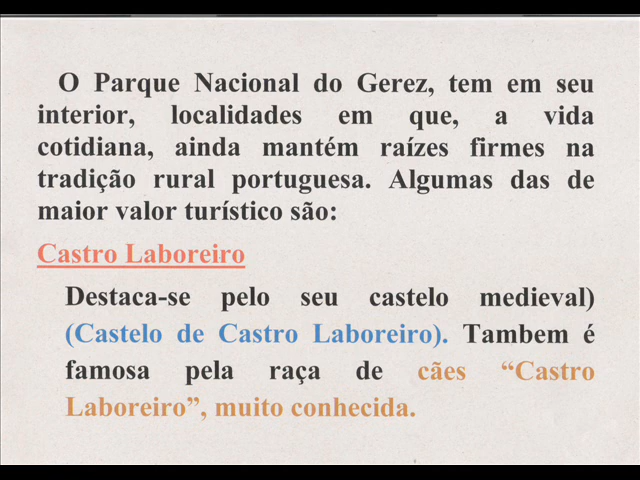 O Parque Nacional do Gerez, tem em seu
interior, localidades em que, a vida
cotidiana, ainda mantém raízes firmes na
tradição rural portuguesa. Algumas das de
maior valor turístico são:
Castro Laboreiro
Destaca-se pelo seu castelo medieval)
(Castelo de Castro Laboreiro). Tambem é
famosa pela raça de cães “Castro
Laboreiro”, muito conhecida.